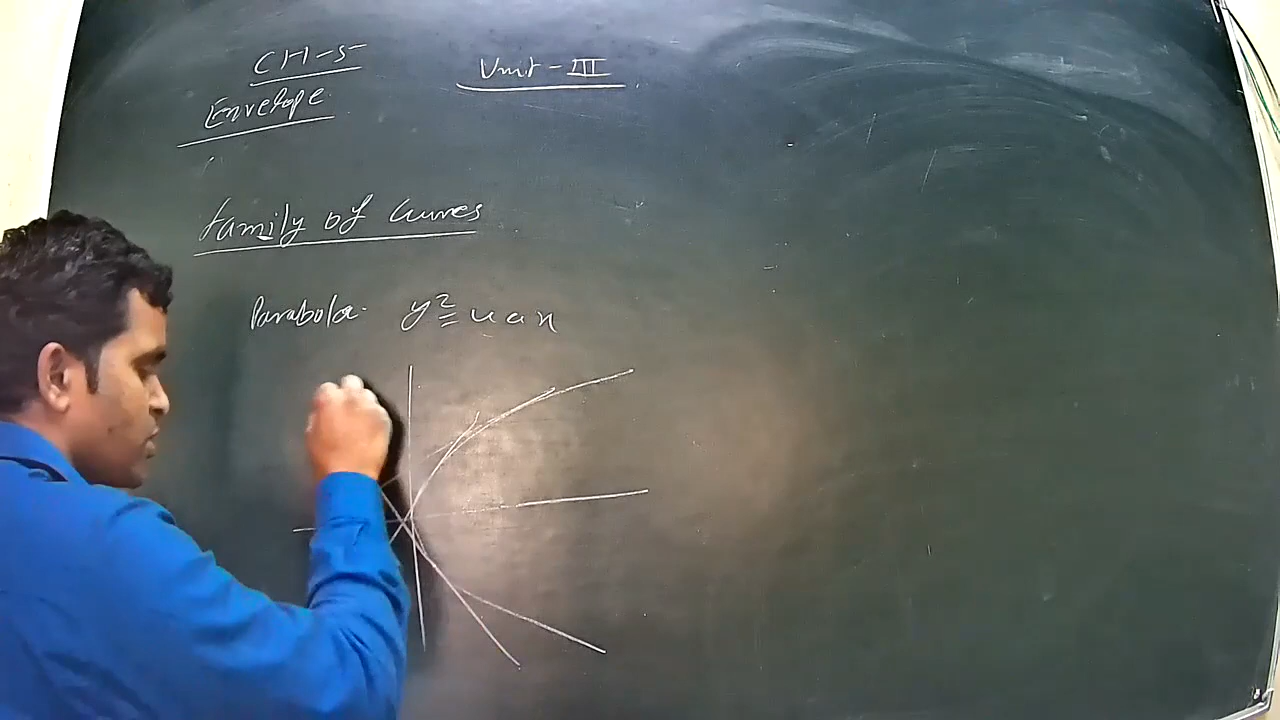 CH-5
Unit-III
Envelope
family of curves
Parabola- y² = 4ax